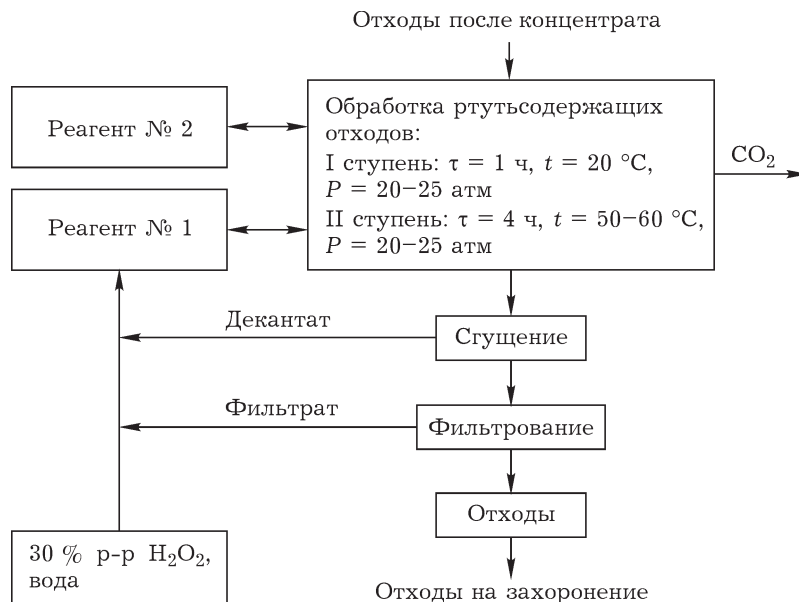 Отходы после концентрата
Реагент № 2
Обработка ртутьсодержащих
отходов:
I ступень: τ = 1 ч, t = 20 °C,
P = 20–25 атм
II ступень: τ = 4 ч, t = 50–60 °C,
P = 20–25 атм
CO₂
Реагент № 1
Декантат
Сгущение
Фильтрат
Фильтрование
Отходы
30 % р-р H₂O₂,
вода
Отходы на захоронение